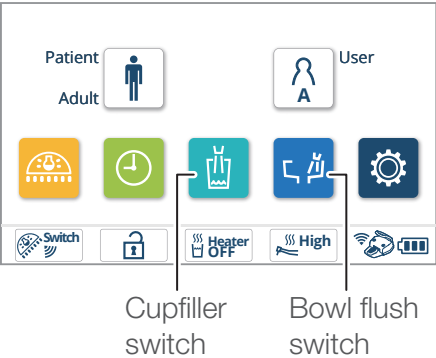 Patient
User
Adult
A
Switch
Heater
OFF
High
Cupfiller
switch
Bowl flush
switch